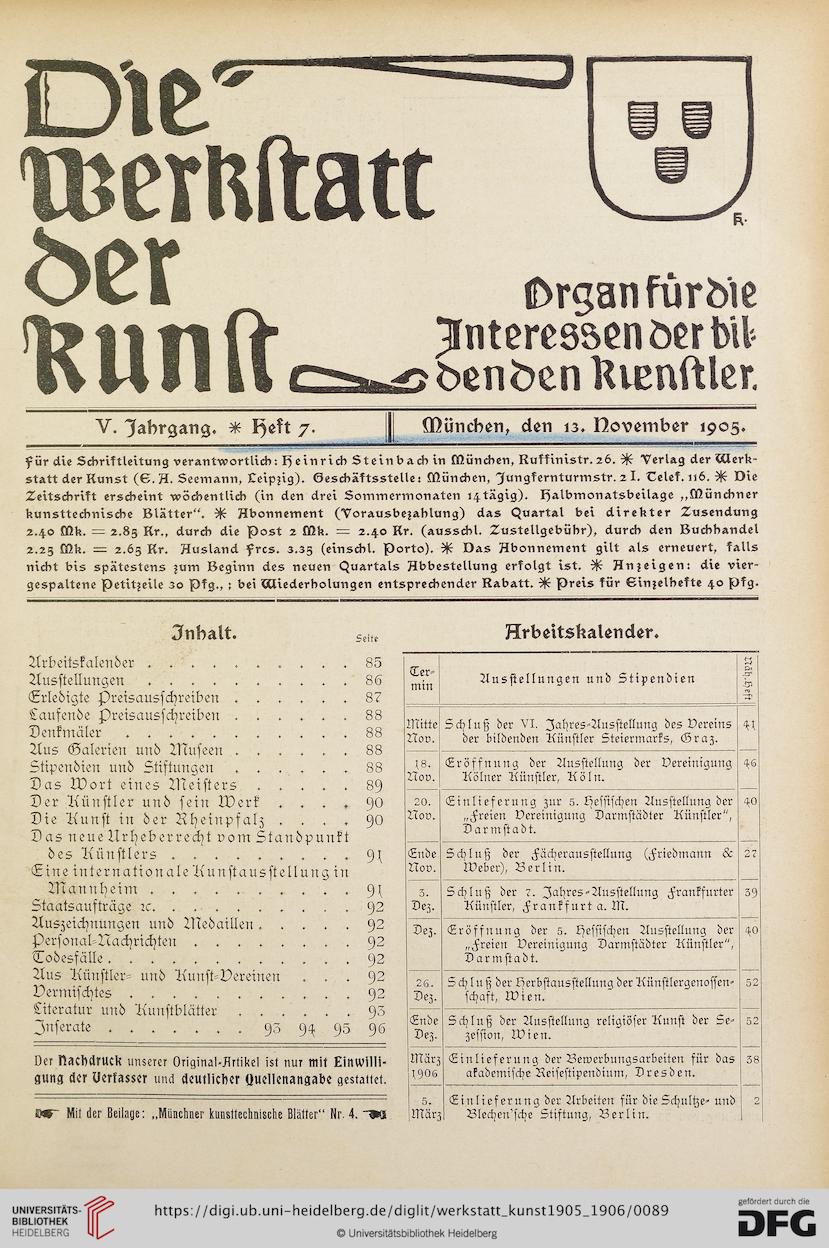 Die
Werkſtatt
der
Kunſt
FR.
Organ für die
Intereſſen der bil-
denden Kuenſtler.
V. Jahrgang. * Heft 7.
München, den 13. November 1905.
Für die Schriftleitung verantwortlich: Heinrich Steinbach in München, Ruffinistr. 26. * Verlag der Werk-
statt der Kunst (E. A. Seemann, Leipzig). Geschäftsstelle: München, Jungfernturmstr. 2 I. Telef. 116. * Die
Zeitschrift erscheint wöchentlich (in den drei Sommermonaten 14 tägig). Halbmonatsbeilage „Münchner
kunsttechnische Blätter“. * Abonnement (Vorausbezahlung) das Quartal bei direkter Zusendung
2.40 Mk. = 2.85 Kr., durch die Post 2 Mk. = 2.40 Kr. (ausschl. Zustellgebühr), durch den Buchhandel
2.25 Mk. = 2.65 Kr. Ausland Frcs. 3.35 (einschl. Porto). * Das Abonnement gilt als erneuert, falls
nicht bis spätestens zum Beginn des neuen Quartals Abbestellung erfolgt ist. * Anzeigen: die vier-
gespaltene Petitzeile 30 Pfg., ; bei Wiederholungen entsprechender Rabatt. * Preis für Einzelhefte 40 Pfg.
Inhalt.
Seite
Arbeitskalender . . . . . . . . . . 85
Ausſtellungen . . . . . . . . . . 86
Erledigte Preisausſchreiben . . . . . . 87
Laufende Preisausſchreiben . . . . . . 88
Denkmäler . . . . . . . . . . . 88
Aus Galerien und Muſeen . . . . . . 88
Stipendien und Stiftungen . . . . . . 88
Das Wort eines Meiſters . . . . . . 89
Der Künſtler und ſein Werk . . . . 90
Die Kunſt in der Rheinpfalz . . . . 90
Das neue Urheberrecht vom Standpunkt
des Künſtlers . . . . . . . . . 91
Eine internationale Kunſtausſtellung in
Mannheim . . . . . . . . . . 91
Staatsaufträge ꝛc. . . . . . . . . . 92
Auszeichnungen und Medaillen . . . . . 92
Perſonal-Nachrichten . . . . . . . . 92
Todesfälle . . . . . . . . . . . . 92
Aus Künſtler- und Kunſt-Vereinen . . . 92
Vermiſchtes . . . . . . . . . . . 92
Literatur und Kunſtblätter . . . . . . 93
Inſerate . . . . . . . 93 94 95 96
Der Nachdruck unserer Original-Artikel ist nur mit Einwilli-
gung der Verfasser und deutlicher Quellenangabe gestattet.
Mit der Beilage: „Münchner kunsttechnische Blätter“ Nr. 4.
Arbeitskalender.
Ter-
min
Ausſtellungen und Stipendien
Näh. Heft
Mitte Schluß der VI. Jahres-Ausſtellung des Vereins 41
Nov. der bildenden Künſtler Steiermarks, Graz.
18. Eröffnung der Ausſtellung der Vereinigung 46
Nov. Kölner Künſtler, Köln.
20. Einlieferung zur 5. Heſſiſchen Ausſtellung der 40
Nov. „Freien Vereinigung Darmſtädter Künſtler“,
Darmſtadt.
Ende Schluß der Fächerausſtellung (Friedmann & 27
Nov. Weber), Berlin.
3. Schluß der 7. Jahres-Ausſtellung Frankfurter 39
Dez. Künſtler, Frankfurt a. M.
Dez. Eröffnung der 5. Heſſiſchen Ausſtellung der 40
„Freien Vereinigung Darmſtädter Künſtler“,
Darmſtadt.
26. Schluß der Herbſtausſtellung der Künſtlergenoſſen- 52
Dez. ſchaft, Wien.
Ende Schluß der Ausſtellung religiöſer Kunſt der Se- 52
Dez. zeſſion, Wien.
März Einlieferung der Bewerbungsarbeiten für das 38
1906 akademiſche Reiſeſtipendium, Dresden.
5. Einlieferung der Arbeiten für die Schultze- und 2
März Blechen'ſche Stiftung, Berlin.
UNIVERSITÄTS-
BIBLIOTHEK
HEIDELBERG
https://digi.ub.uni-heidelberg.de/diglit/werkstatt_kunst1905_1906/0089
© Universitätsbibliothek Heidelberg
gefördert durch die
DFG